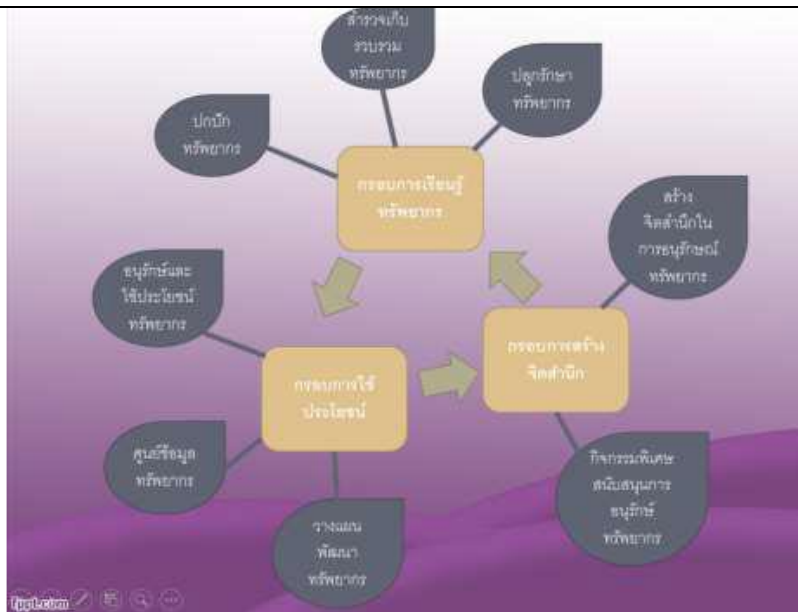 สำรวจเก็บ
รวบรวม
ทรัพยากร
ปลูกรักษา
ทรัพยากร
ปกปัก
ทรัพยากร
กรอบการเรียนรู้
ทรัพยากร
สร้าง
จิตสำนึกใน
การอนุรักษณ์
ทรัพยากร
อนุรักษ์และ
ใช้ประโยชน์
ทรัพยากร
กรอบการสร้าง
จิตสำนึก
กรอบการใช้
ประโยชน์
ศูนย์ข้อมูล
ทรัพยากร
กิจกรรมพิเศษ
สนับสนุนการ
อนุรักษ์
ทรัพยากร
วางแผน
พัฒนา
ทรัพยากร
fppt.com